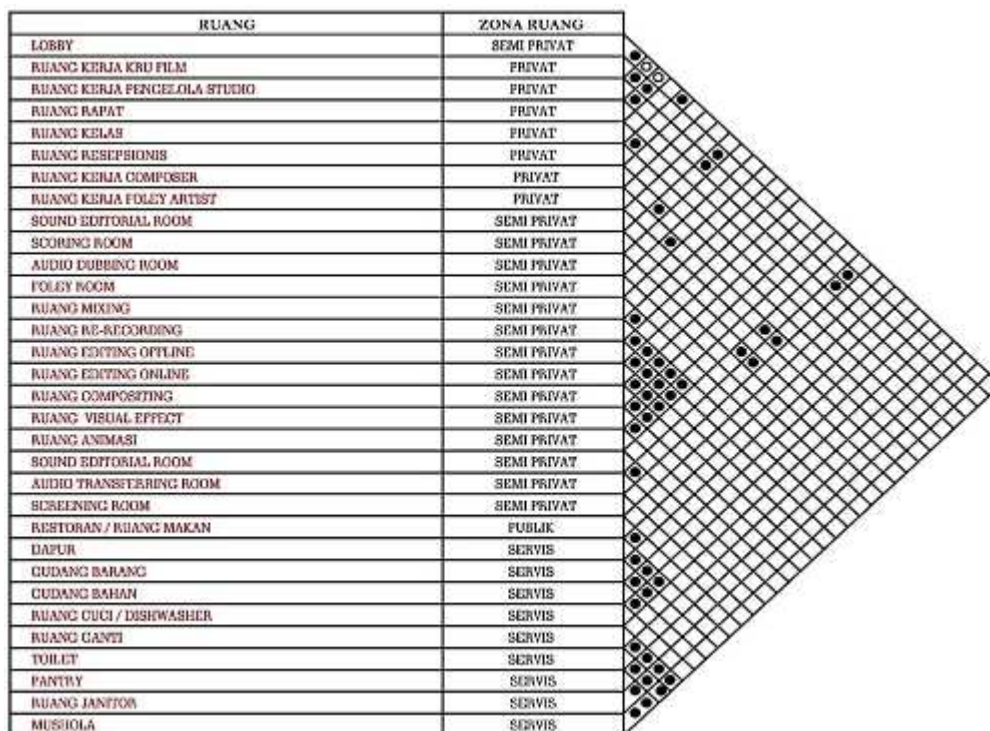 RUANG ZONA RUANG
LOBBY SEMI PRIVAT
RUANG KERJA KRU FILM PRIVAT
RUANG KERJA PENGELOLA STUDIO PRIVAT
RUANG RAPAT PRIVAT
RUANG KELAS PRIVAT
RUANG RESEPSIONIS PRIVAT
RUANG KERJA COMPOSER PRIVAT
RUANG KERJA FOLEY ARTIST PRIVAT
SOUND EDITORIAL ROOM SEMI PRIVAT
SCORING ROOM SEMI PRIVAT
AUDIO DUBBING ROOM SEMI PRIVAT
FOLEY ROOM SEMI PRIVAT
RUANG MIXING SEMI PRIVAT
RUANG RE-RECORDING SEMI PRIVAT
RUANG EDITING OFFLINE SEMI PRIVAT
RUANG EDITING ONLINE SEMI PRIVAT
RUANG COMPOSITING SEMI PRIVAT
RUANG VISUAL EFFECT SEMI PRIVAT
RUANG ANIMASI SEMI PRIVAT
SOUND EDITORIAL ROOM SEMI PRIVAT
AUDIO TRANSFERRING ROOM SEMI PRIVAT
SCREENING ROOM SEMI PRIVAT
RESTORAN / RUANG MAKAN PUBLIK
DAPUR SERVIS
GUDANG BARANG SERVIS
GUDANG BAHAN SERVIS
RUANG CUCI / DISHWASHER SERVIS
RUANG GANTI SERVIS
TOILET SERVIS
PANTRY SERVIS
RUANG JANITOR SERVIS
MUSHOLA SERVIS